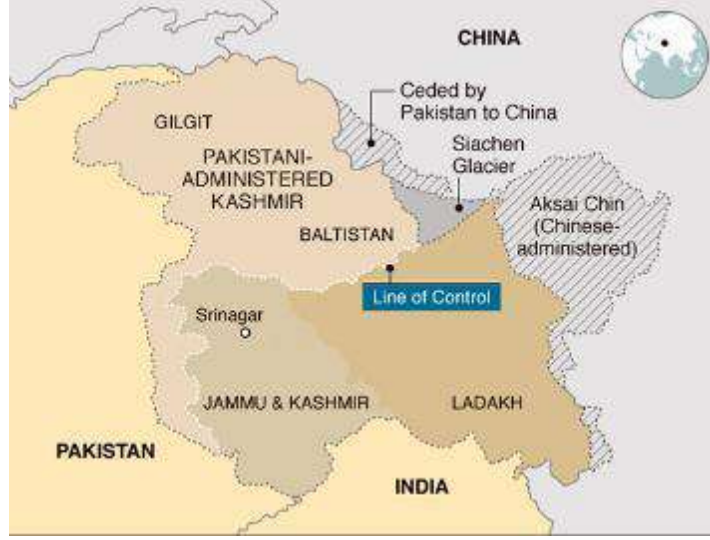 CHINA
Ceded by
Pakistan to China
Siachen
Glacier
GILGIT
PAKISTANI-
ADMINISTERED
KASHMIR
Aksai Chin
(Chinese-
administered)
BALTISTAN
Line of Control
Srinagar
JAMMU & KASHMIR
LADAKH
PAKISTAN
INDIA